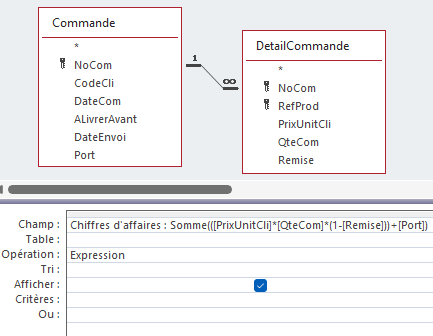 Commande
*
NoCom
CodeCli
DateCom
ALivrerAvant
DateEnvoi
Port
1
∞
DetailCommande
*
NoCom
RefProd
PrixUnitCli
QteCom
Remise
Champ : Chiffres d'affaires : Somme(([PrixUnitCli]*[QteCom]*(1-[Remise]))+[Port])
Table :
Opération : Expression
Tri :
Afficher :
Critères :
Ou :